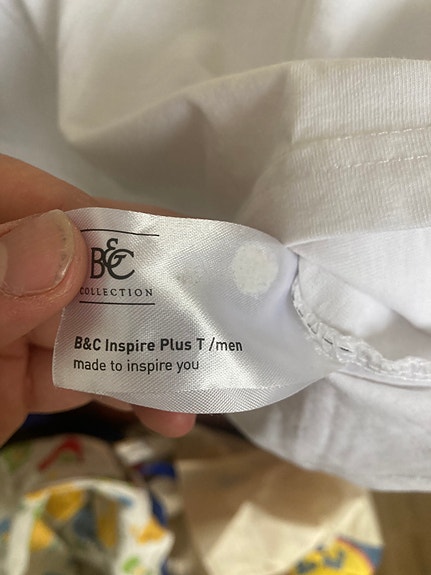 B&C
COLLECTION
B&C Inspire Plus T /men
made to inspire you